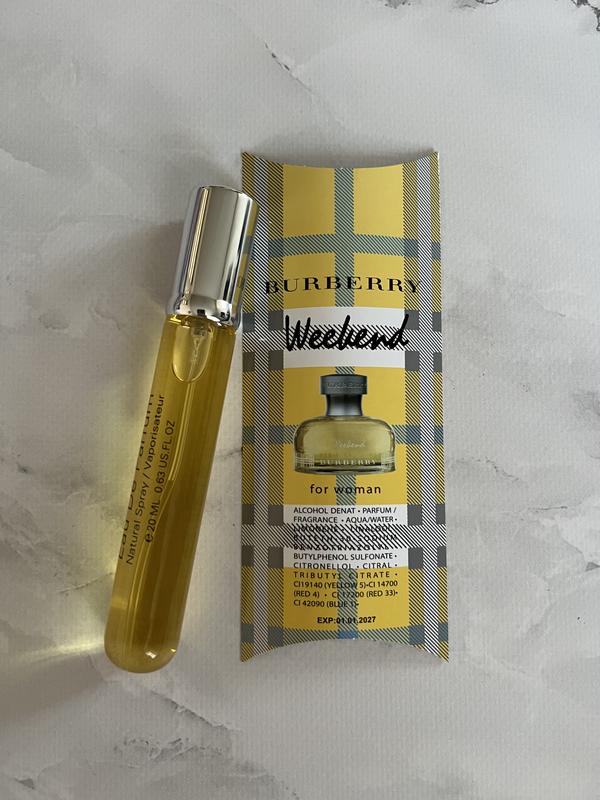 Eau De Parfum
Natural Spray / Vaporisateur
e 20 ML 0.63 US.FL OZ
BURBERRY
Weekend
Weekend
BURBERRY
for woman
ALCOHOL DENAT • PARFUM /
FRAGRANCE • AQUA/WATER •
BUTYLPHENOL SULFONATE •
CITRONELLOL • CITRAL •
TRIBUTYL CITRATE •
CI19140 (YELLOW 5)•CI 14700
(RED 4) • CI 17200 (RED 33)•
CI 42090 (BLUE 1)•
EXP:01.01.2027